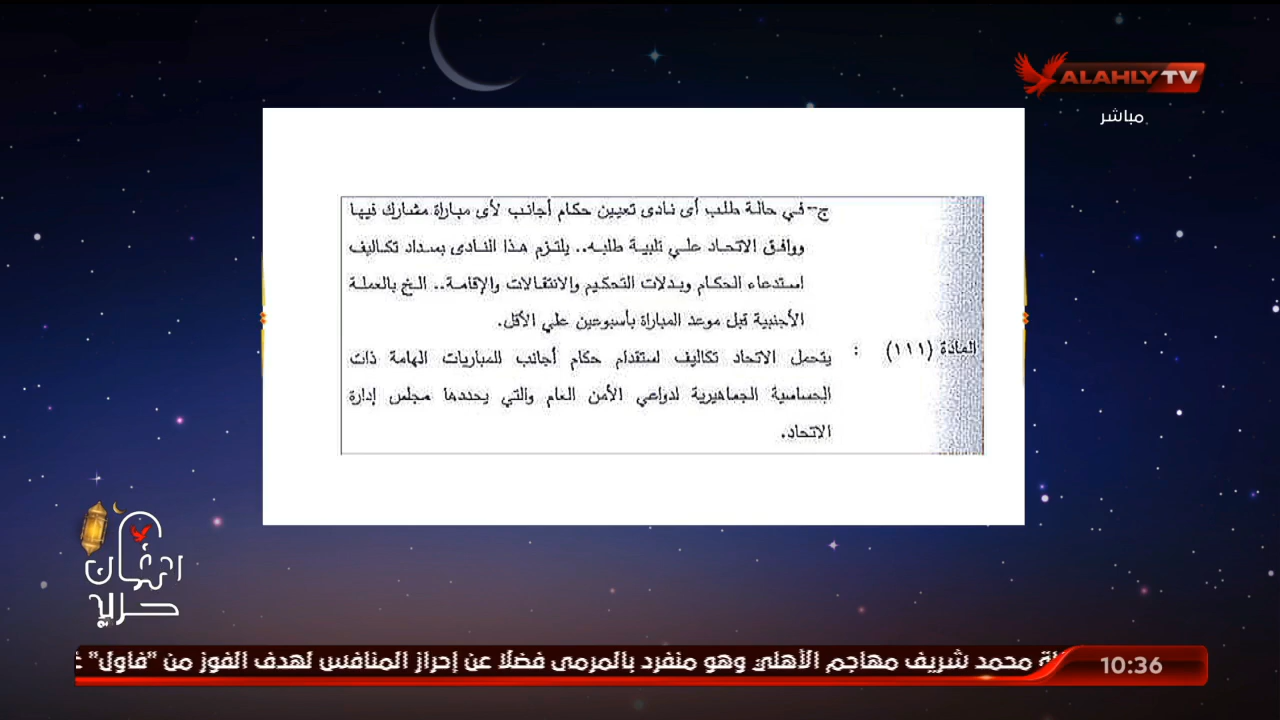 ALAHLY TV
مباشر
ج- في حالة طلب أى نادى تعيين حكام أجانب لأى مباراة مشارك فيها
ووافق الاتحاد علي تلبية طلبه.. يلتزم هذا النادى بسداد تكاليف
استدعاء الحكام وبدلات التحكيم والانتقالات والإقامة.. الخ بالعملة
الأجنبية قبل موعد المباراة بأسبوعين علي الأقل.
المادة (١١١) :
يتحمل الاتحاد تكاليف استقدام حكام أجانب للمباريات الهامة ذات
الحساسية الجماهيرية لدواعي الأمن العام والتي يحددها مجلس إدارة
الاتحاد.
كريم
محمد شريف مهاجم الأهلي وهو منفرد بالمرمى فضلًا عن إحراز المنافس لهدف الفوز من "فاول"
10:36